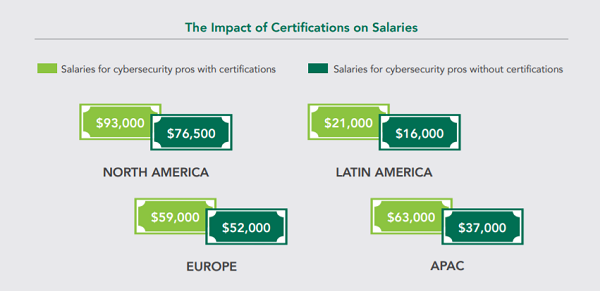 The Impact of Certifications on Salaries
Salaries for cybersecurity pros with certifications
Salaries for cybersecurity pros without certifications
$93,000
$76,500
NORTH AMERICA
$21,000
$16,000
LATIN AMERICA
$59,000
$52,000
EUROPE
$63,000
$37,000
APAC